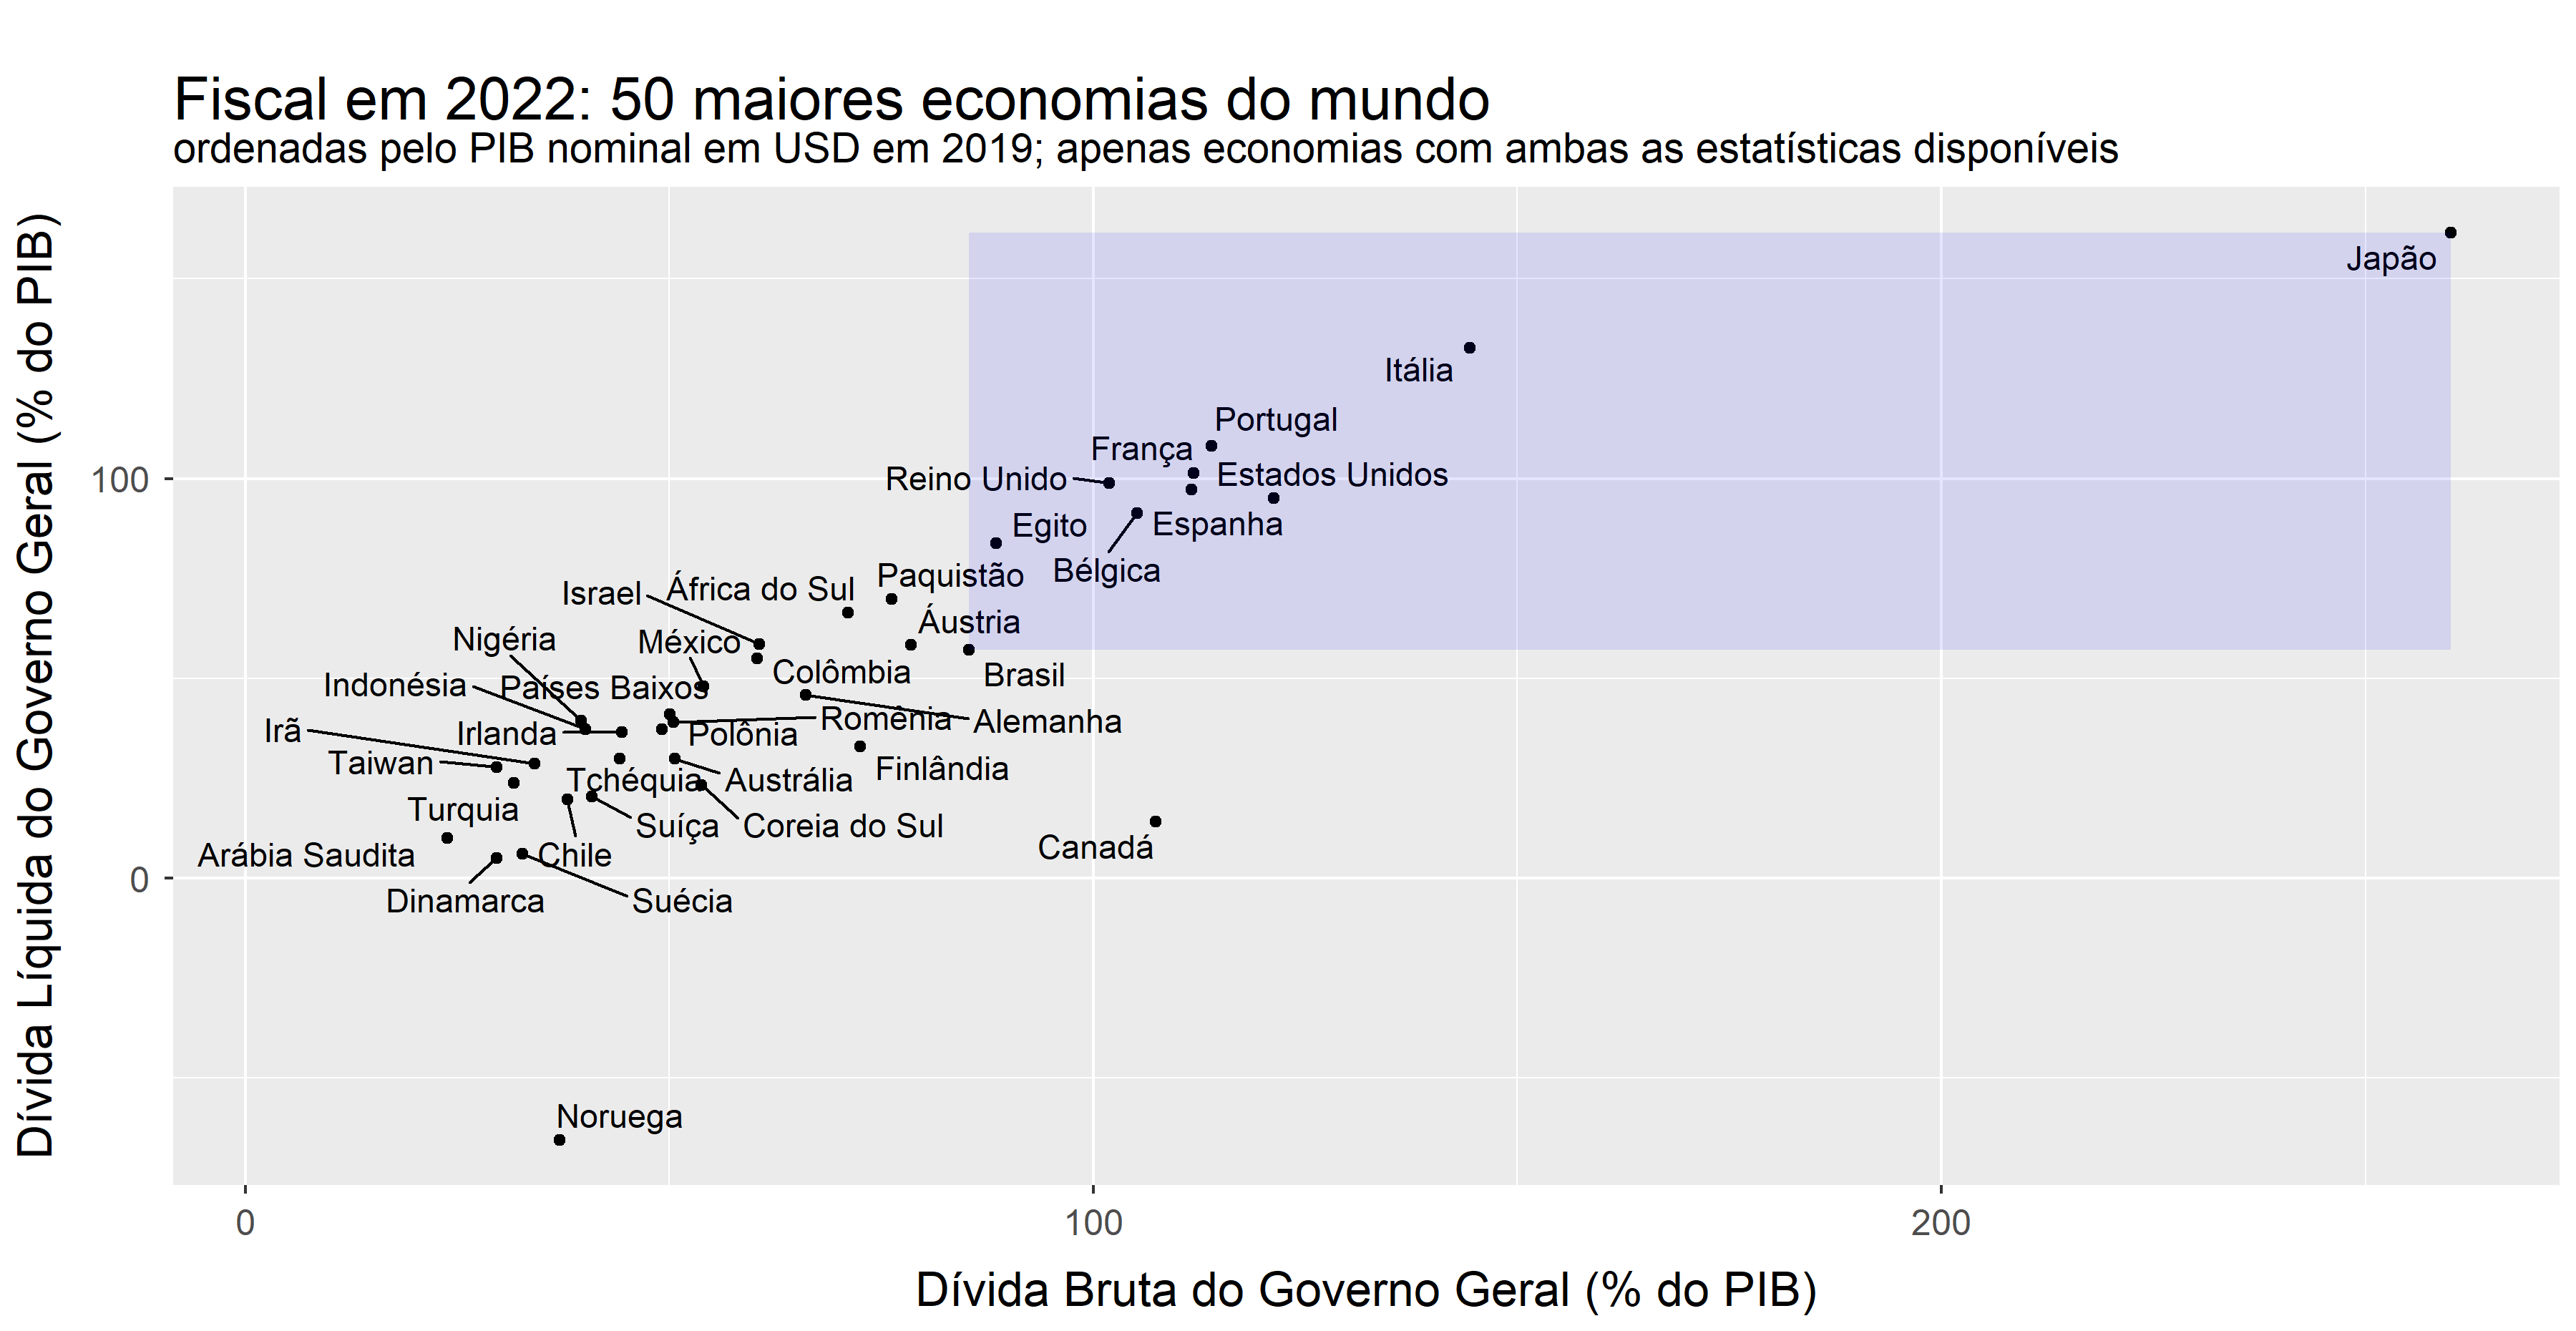 Fiscal em 2022: 50 maiores economias do mundo
ordenadas pelo PIB nominal em USD em 2019; apenas economias com ambas as estatísticas disponíveis
Dívida Líquida do Governo Geral (% do PIB)
100
0
Japão
Itália
Portugal
França
Estados Unidos
Reino Unido
Espanha
Egito
Bélgica
Paquistão
África do Sul
Israel
Áustria
Nigéria
México
Colômbia
Brasil
Indonésia
Países Baixos
Romênia
Alemanha
Irã
Irlanda
Polônia
Taiwan
Finlândia
Tchéquia
Austrália
Turquia
Suíça
Coreia do Sul
Canadá
Arábia Saudita
Chile
Dinamarca
Suécia
Noruega
0
100
200
Dívida Bruta do Governo Geral (% do PIB)